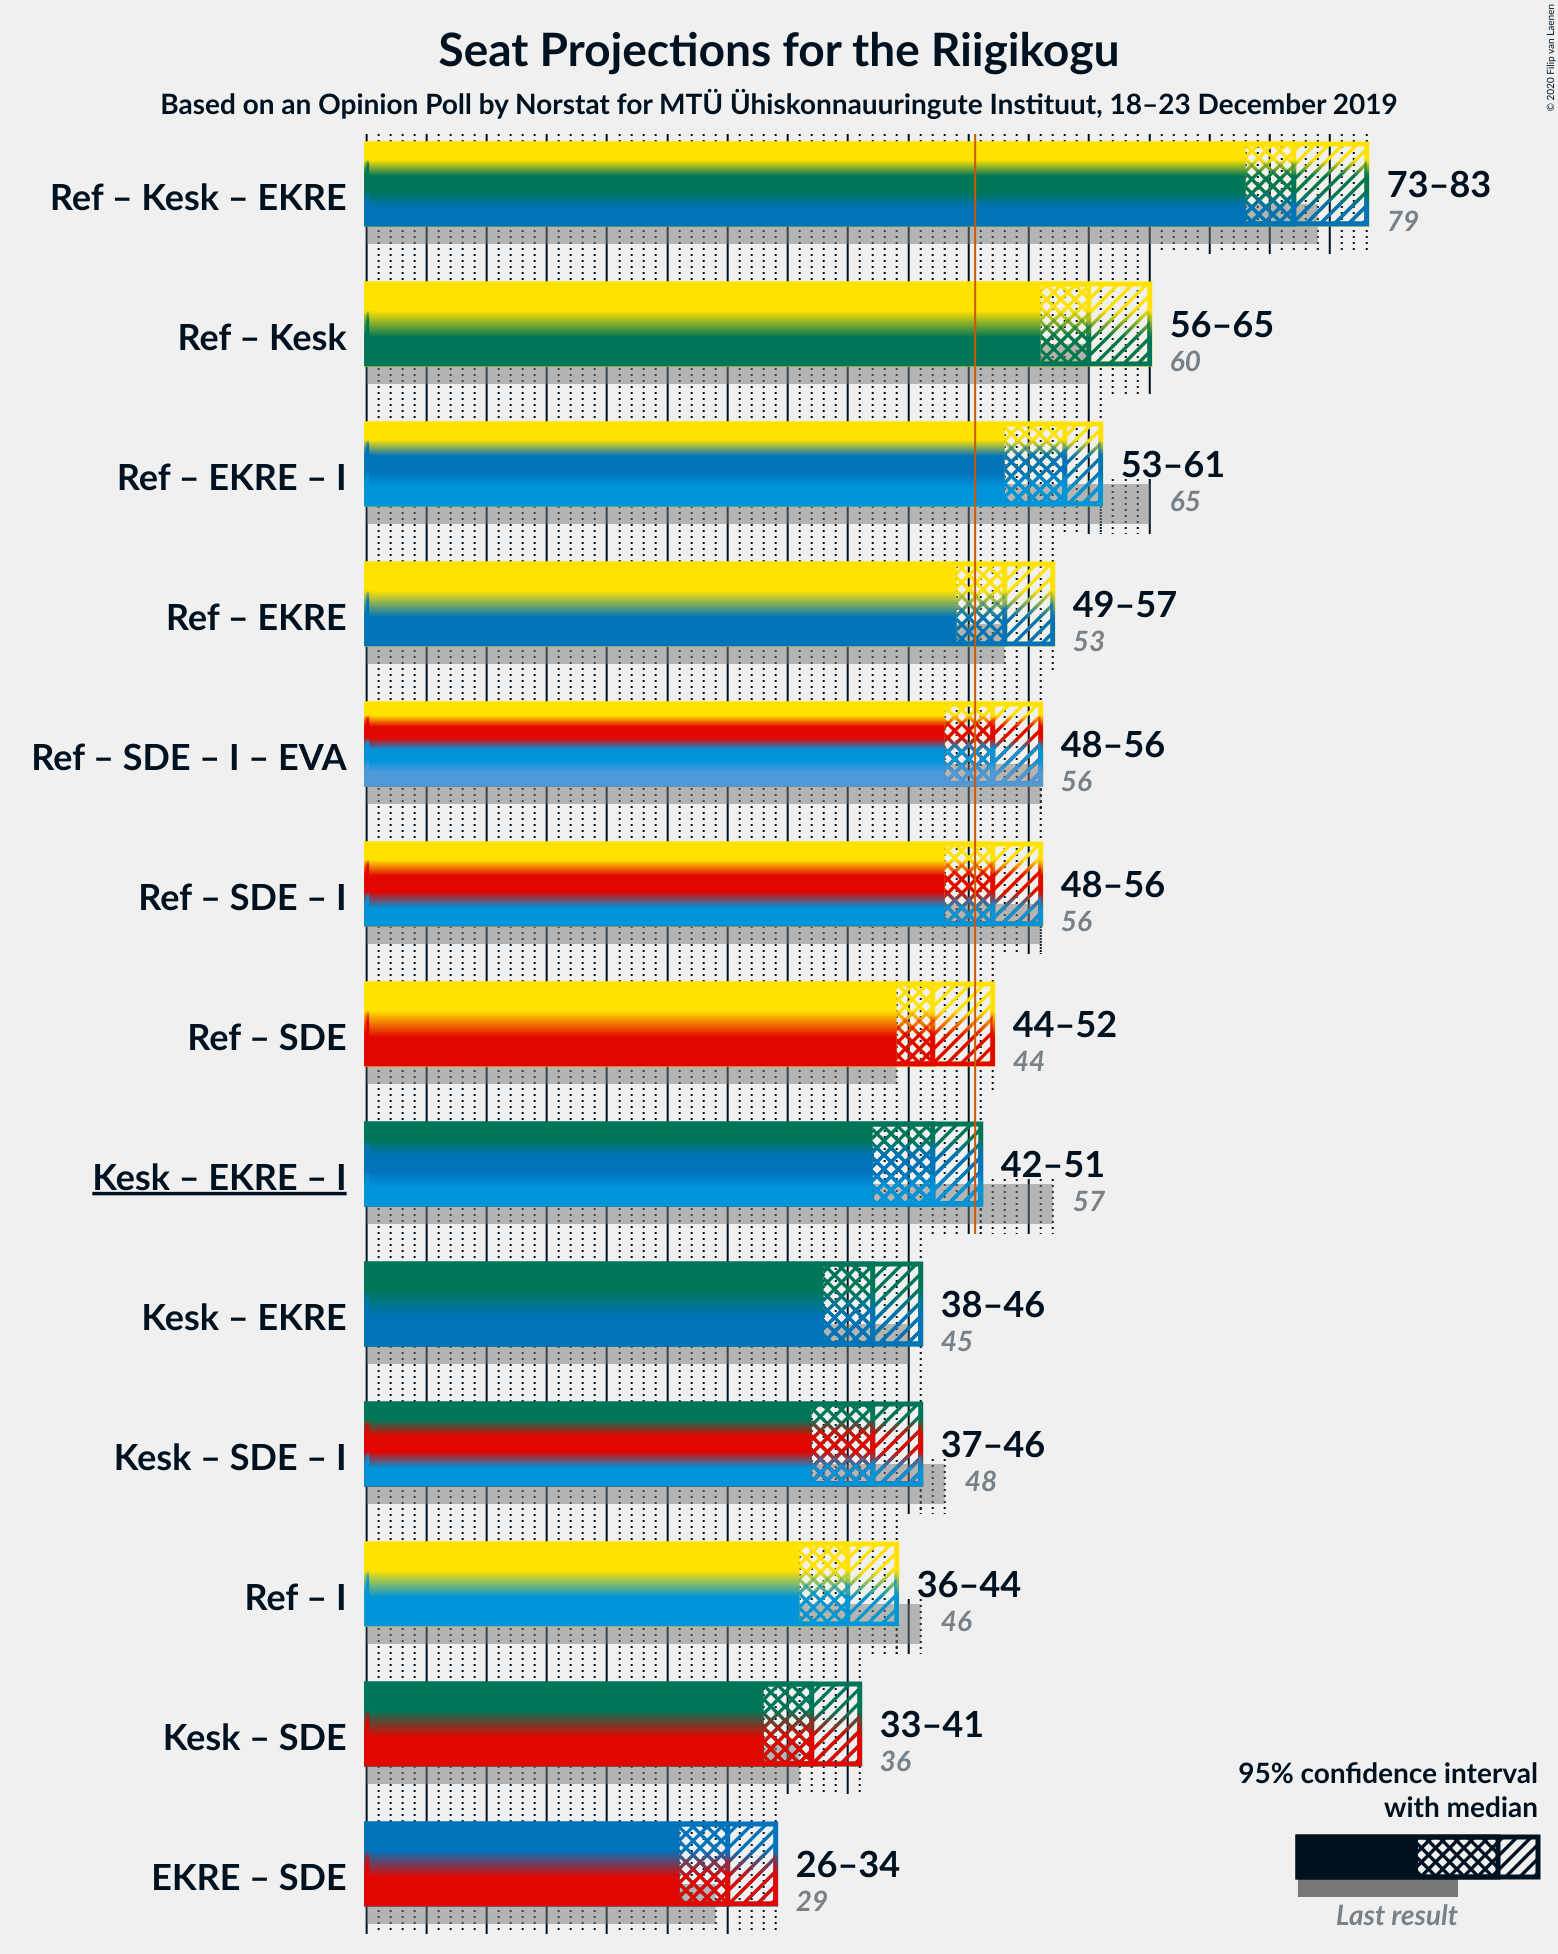 Seat Projections for the Riigikogu
Based on an Opinion Poll by Norstat for MTÜ Ühiskonnauuringute Instituut, 18–23 December 2019
© 2020 Filip van Laenen
Ref – Kesk – EKRE
73–83
79
Ref – Kesk
56–65
60
Ref – EKRE – I
53–61
65
Ref – EKRE
49–57
53
Ref – SDE – I – EVA
48–56
56
Ref – SDE – I
48–56
56
Ref – SDE
44–52
44
Kesk – EKRE – I
42–51
57
Kesk – EKRE
38–46
45
Kesk – SDE – I
37–46
48
Ref – I
36–44
46
Kesk – SDE
33–41
36
EKRE – SDE
26–34
29
95% confidence interval
with median
Last result